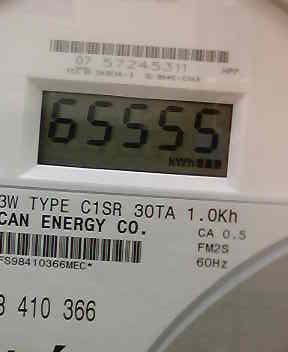 07 57245311
65555
kWh
3W TYPE C1SR 30TA 1.0Kh
CAN ENERGY CO.
CA 0.5
FM2S
60Hz
FS98410366MEC*
8 410 366